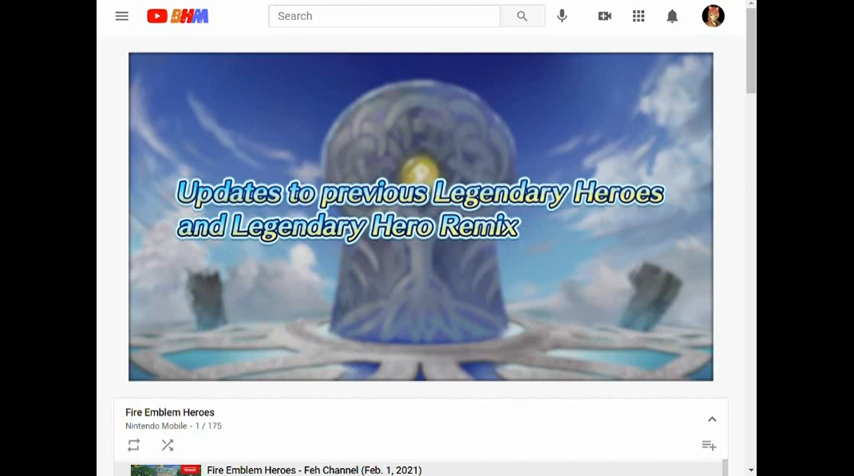 BHM
Search
Updates to previous Legendary Heroes
and Legendary Hero Remix
Fire Emblem Heroes
Nintendo Mobile - 1 / 175
Fire Emblem Heroes - Feh Channel (Feb. 1, 2021)